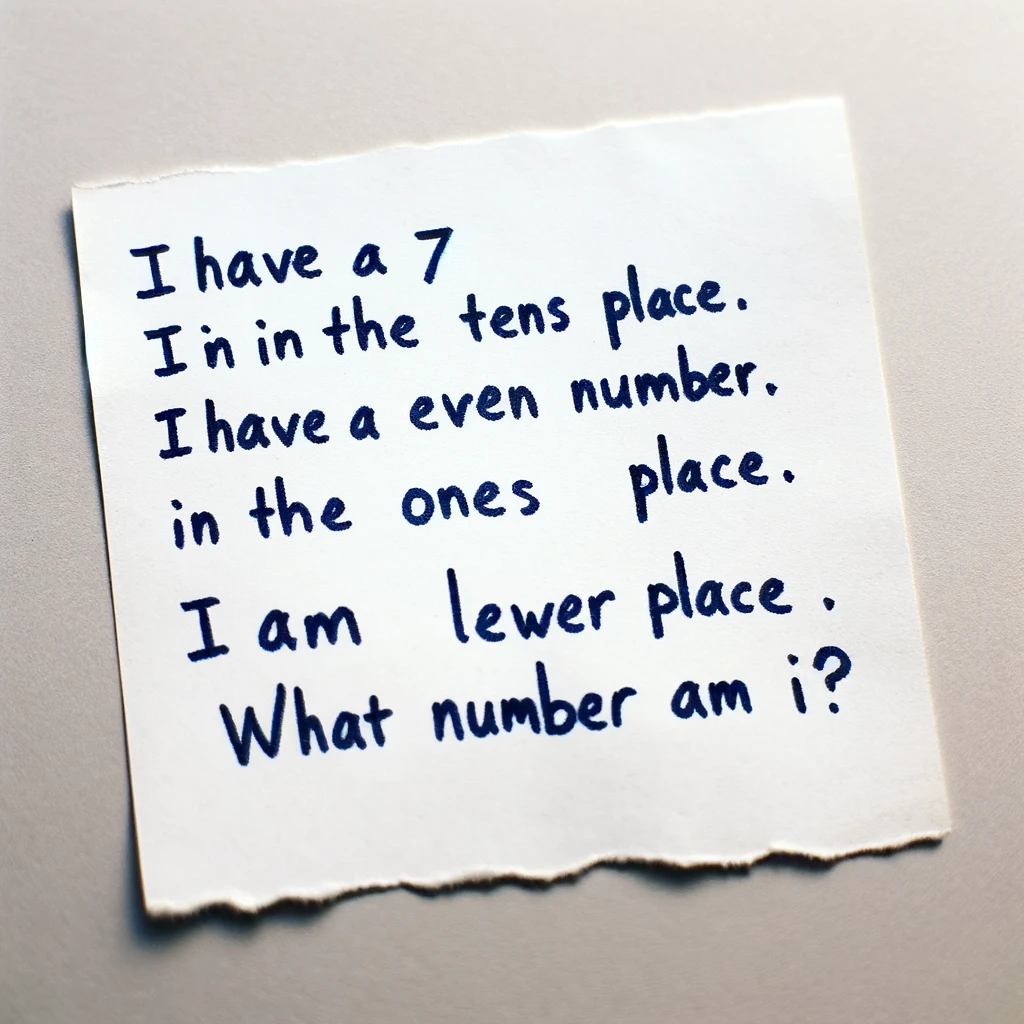 I have a 7
I in in the tens place.
I have a even number.
in the ones place.
I am lewer place.
What number am i?